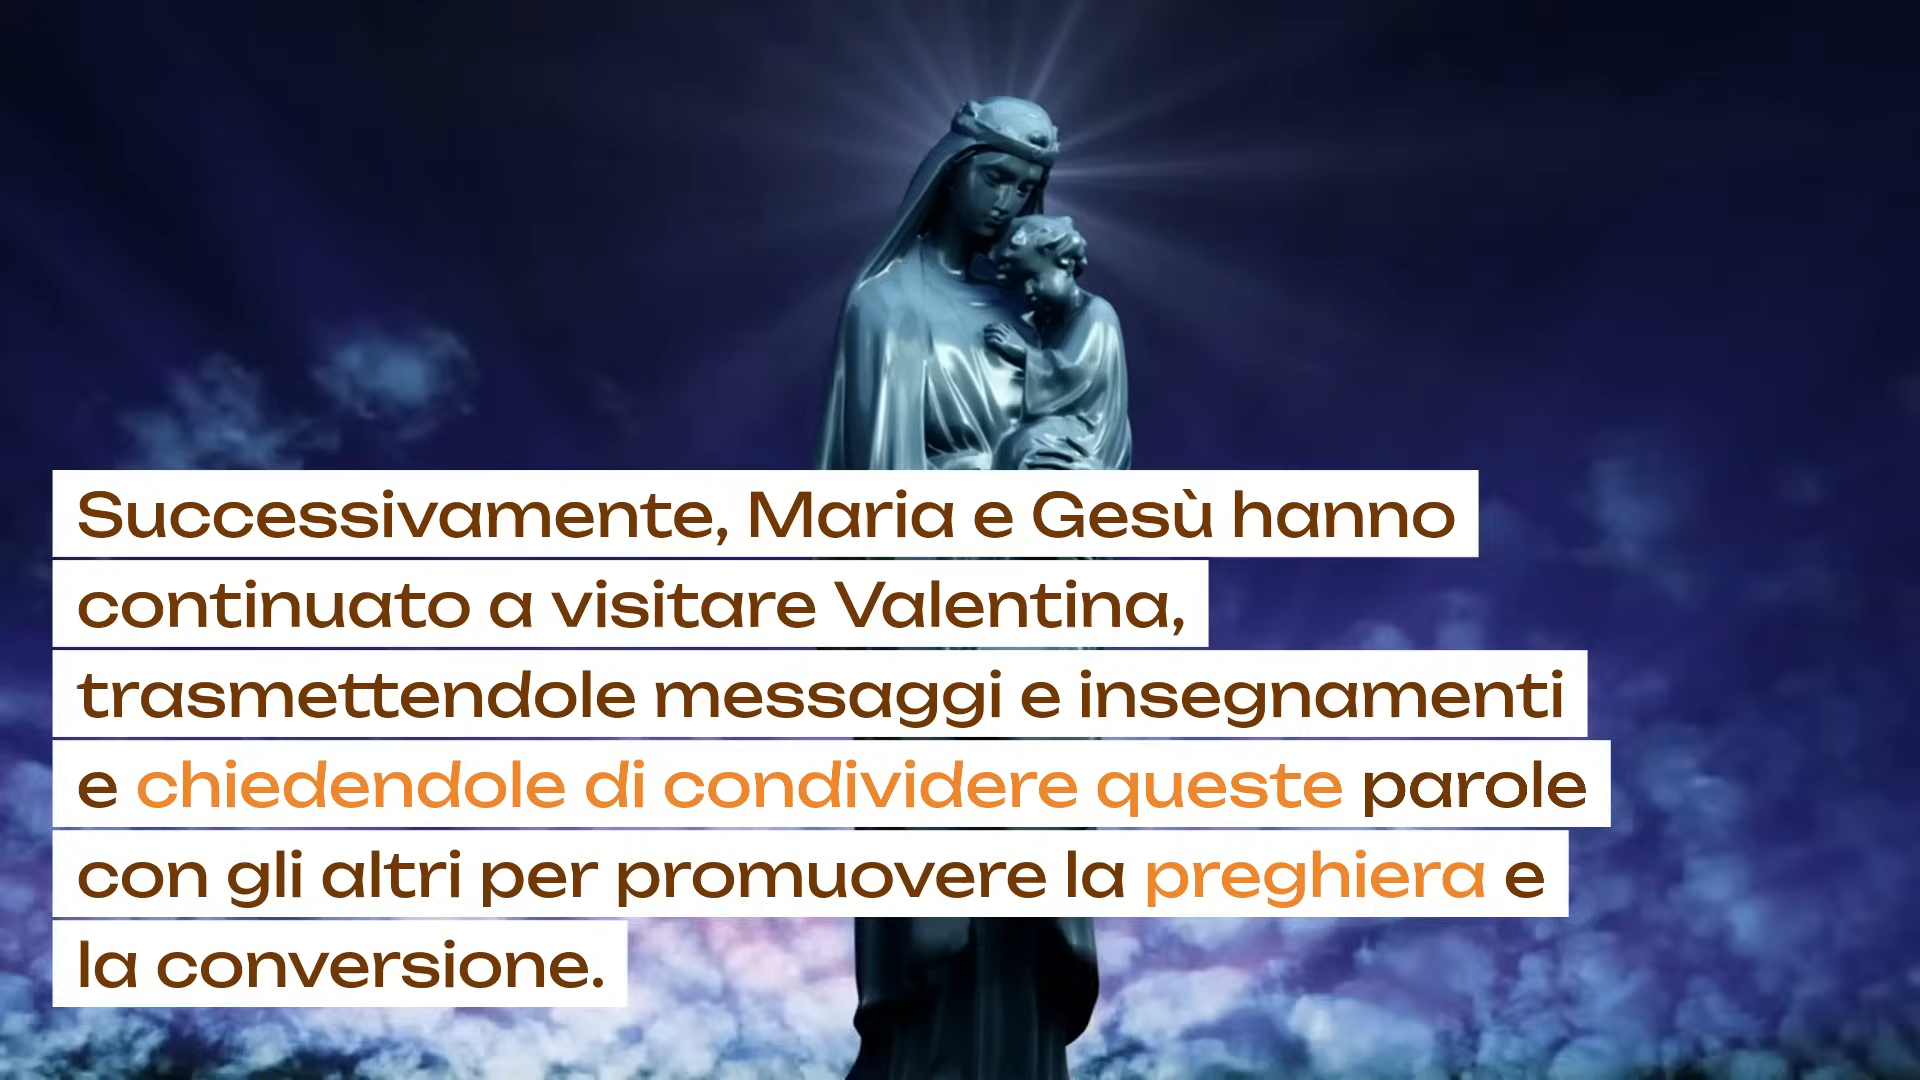 Successivamente, Maria e Gesù hanno
continuato a visitare Valentina,
trasmettendole messaggi e insegnamenti
e chiedendole di condividere queste parole
con gli altri per promuovere la preghiera e
la conversione.